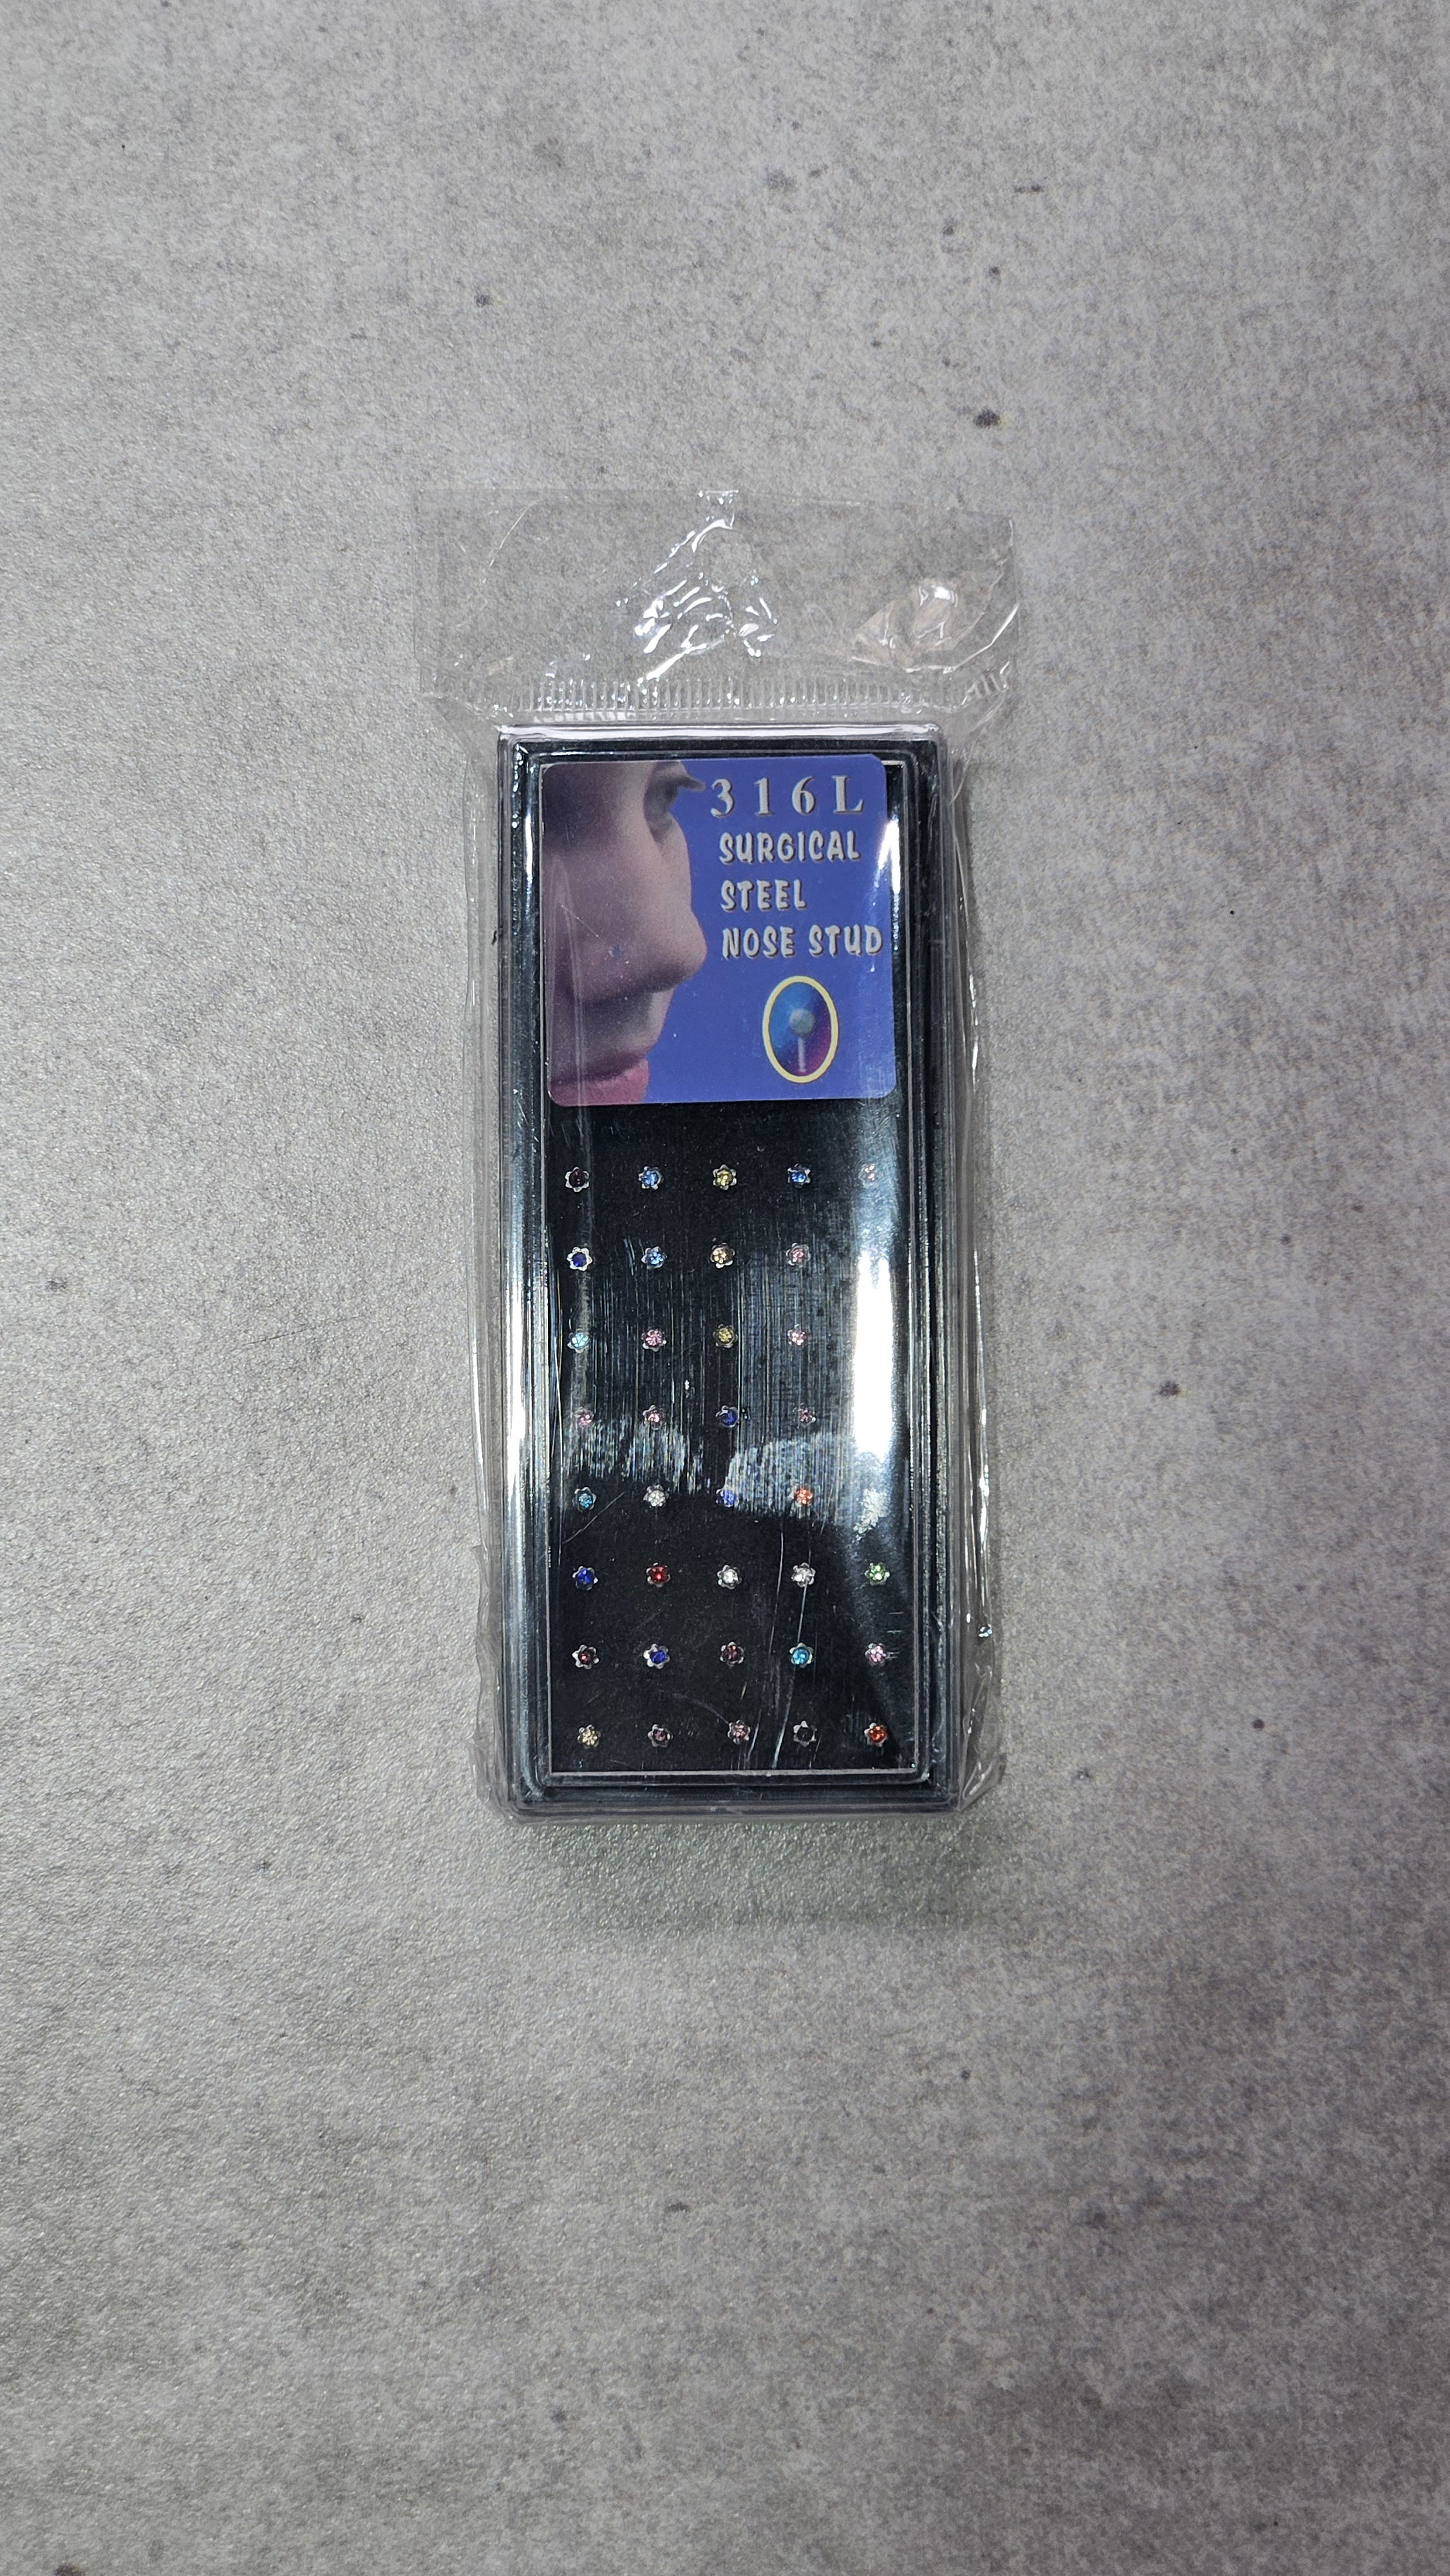 316L
SURGICAL
STEEL
NOSE STUD